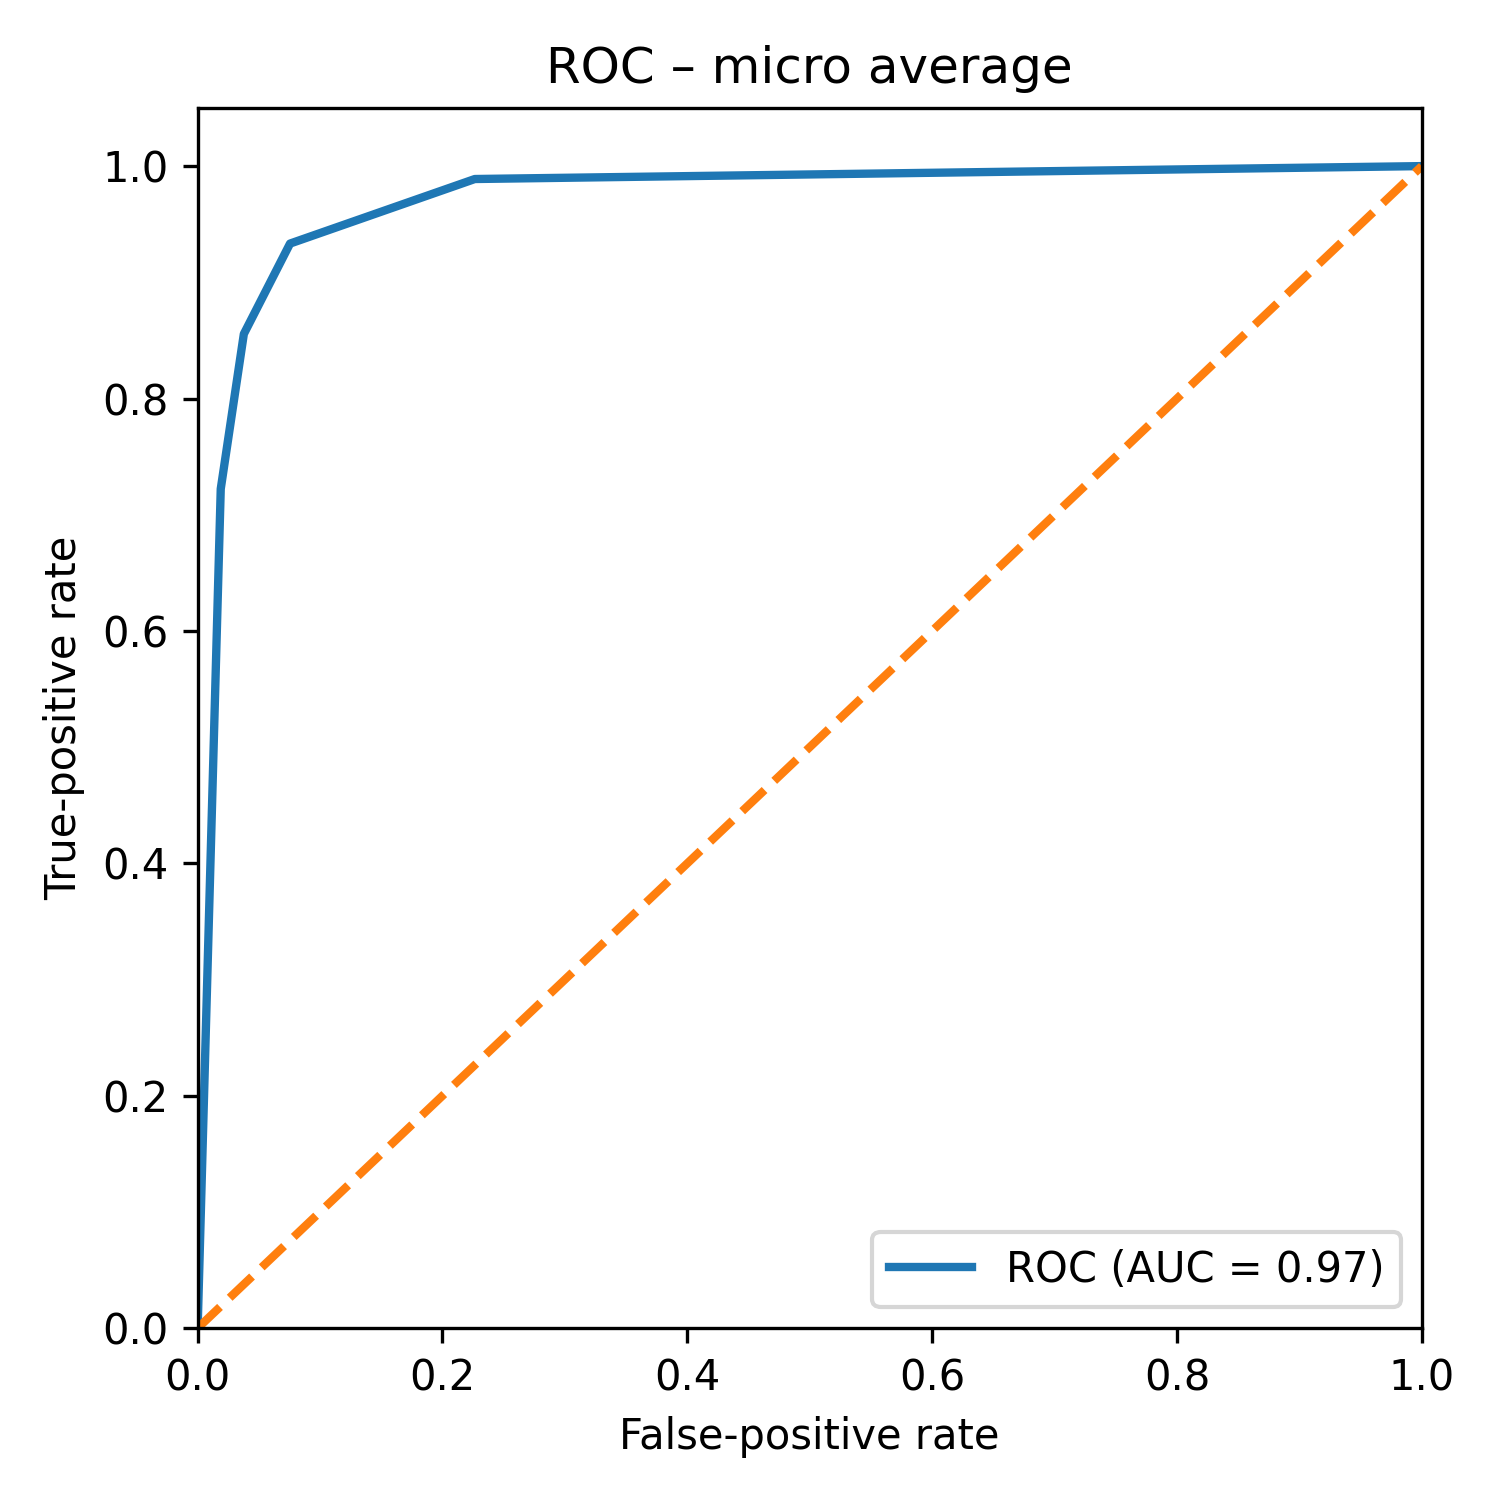 ROC – micro average
1.0
0.8
0.6
0.4
0.2
0.0
True-positive rate
0.0 0.2 0.4 0.6 0.8 1.0
False-positive rate
ROC (AUC = 0.97)